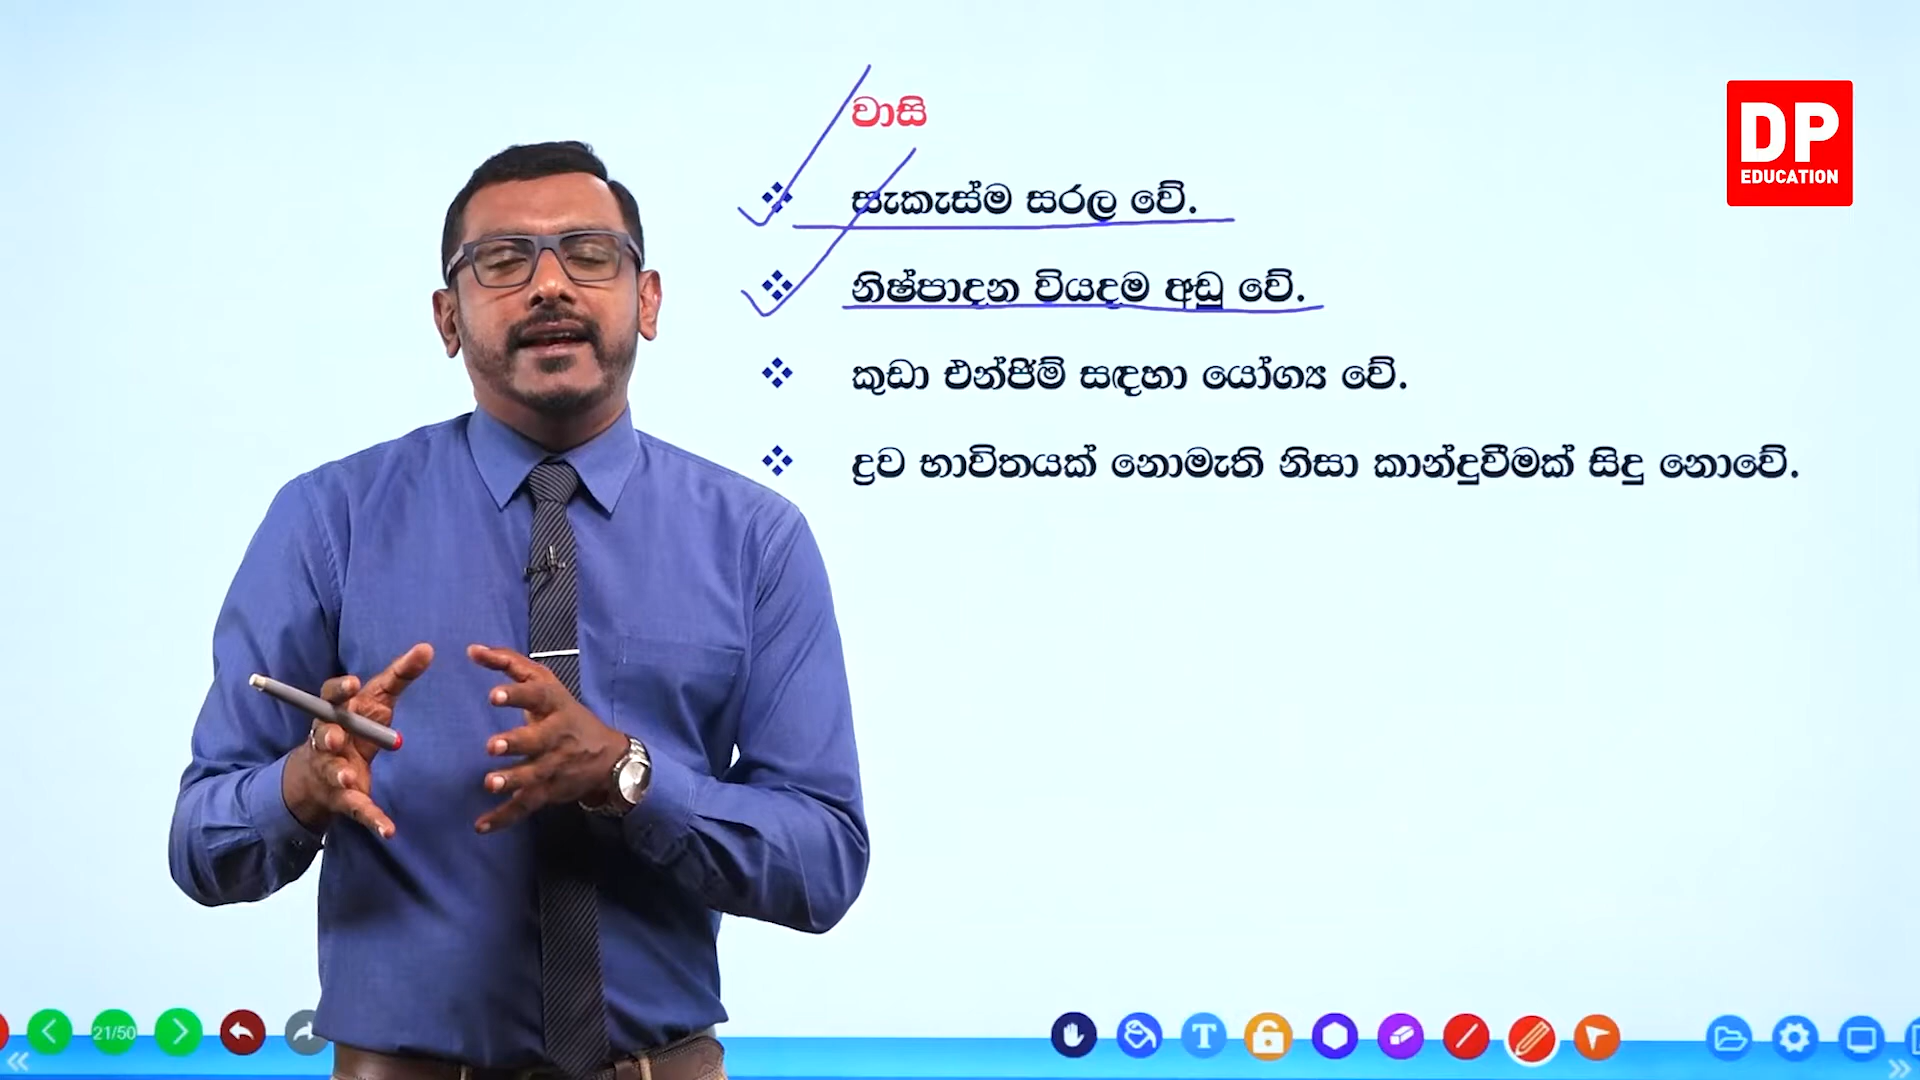 වාසි
සැකැස්ම සරල වේ.
නිෂ්පාදන වියදම අඩු වේ.
කුඩා එන්ජිම් සඳහා යෝග්‍ය වේ.
ද්‍රව භාවිතයක් නොමැති නිසා කාන්දුවීමක් සිදු නොවේ.
DP
EDUCATION
21/50
T